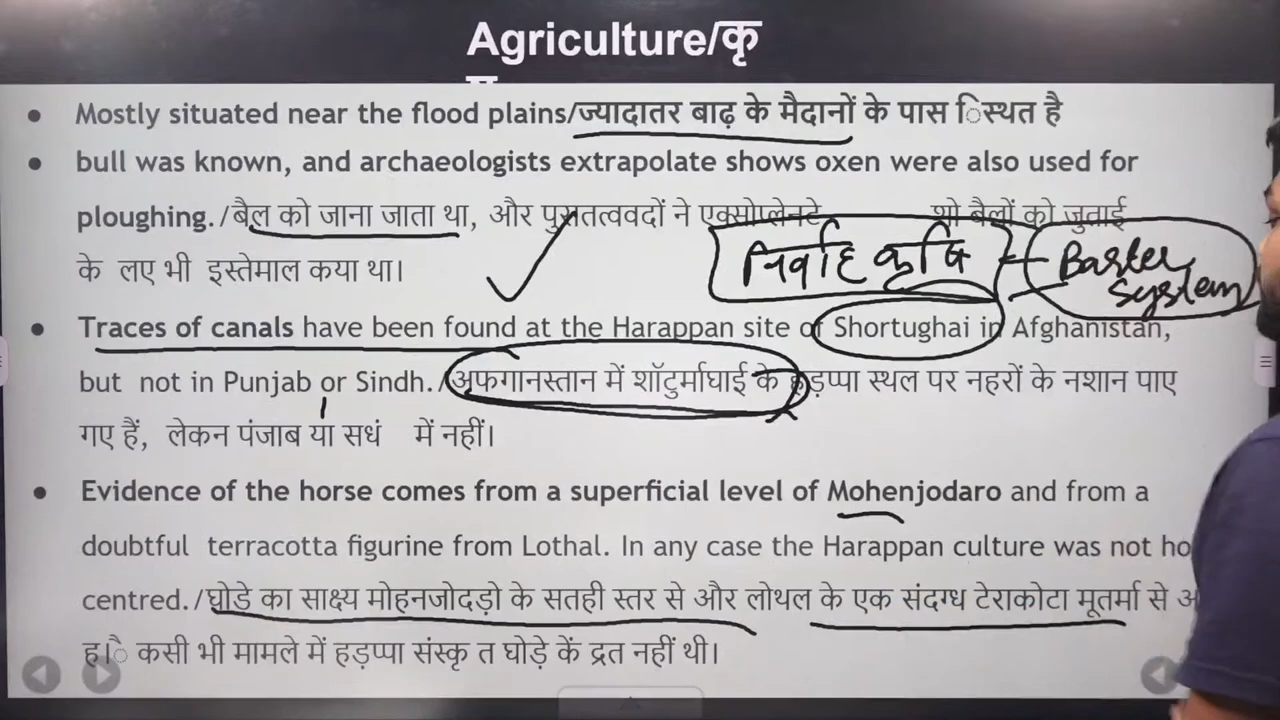 Agriculture/कृ
Mostly situated near the flood plains/ज्यादातर बाढ़ के मैदानों के पास िस्थत है
bull was known, and archaeologists extrapolate shows oxen were also used for
ploughing./बैल को जाना जाता था, और पुरातत्ववदों ने एक्सोप्लेनटे शो बैलों को जुताई
निर्वाह कृषि - Barter
System
के लए भी इस्तेमाल कया था।
Traces of canals have been found at the Harappan site of Shortughai in Afghanistan,
but not in Punjab or Sindh./अफगानस्तान में शॉटुर्माघाई के हड़प्पा स्थल पर नहरों के नशान पाए
गए हैं, लेकन पंजाब या सधं में नहीं।
Evidence of the horse comes from a superficial level of Mohenjodaro and from a
doubtful terracotta figurine from Lothal. In any case the Harappan culture was not ho
centred./घोड़े का साक्ष्य मोहनजोदड़ो के सतही स्तर से और लोथल के एक संदग्ध टेराकोटा मूतर्मा से अ
ह।ै कसी भी मामले में हड़प्पा संस्कृ त घोड़े कें द्रत नहीं थी।